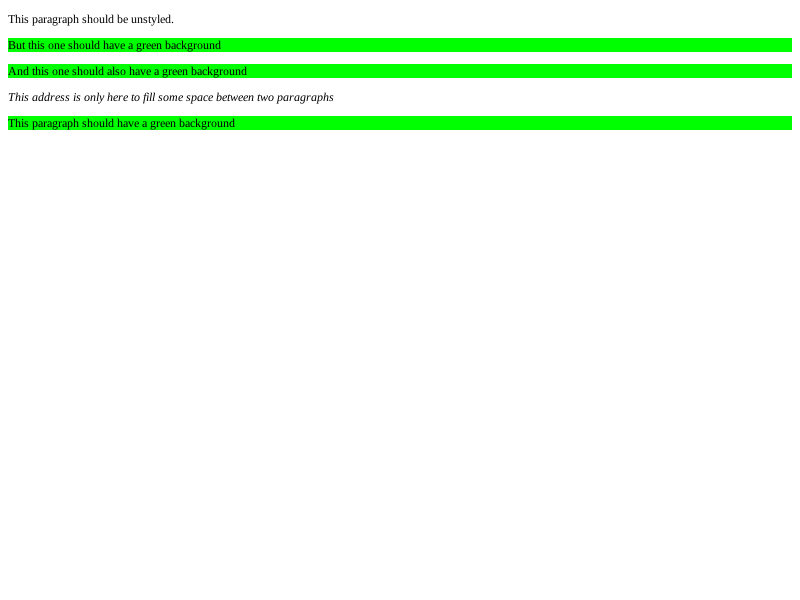 This paragraph should be unstyled.
But this one should have a green background
And this one should also have a green background
This address is only here to fill some space between two paragraphs
This paragraph should have a green background